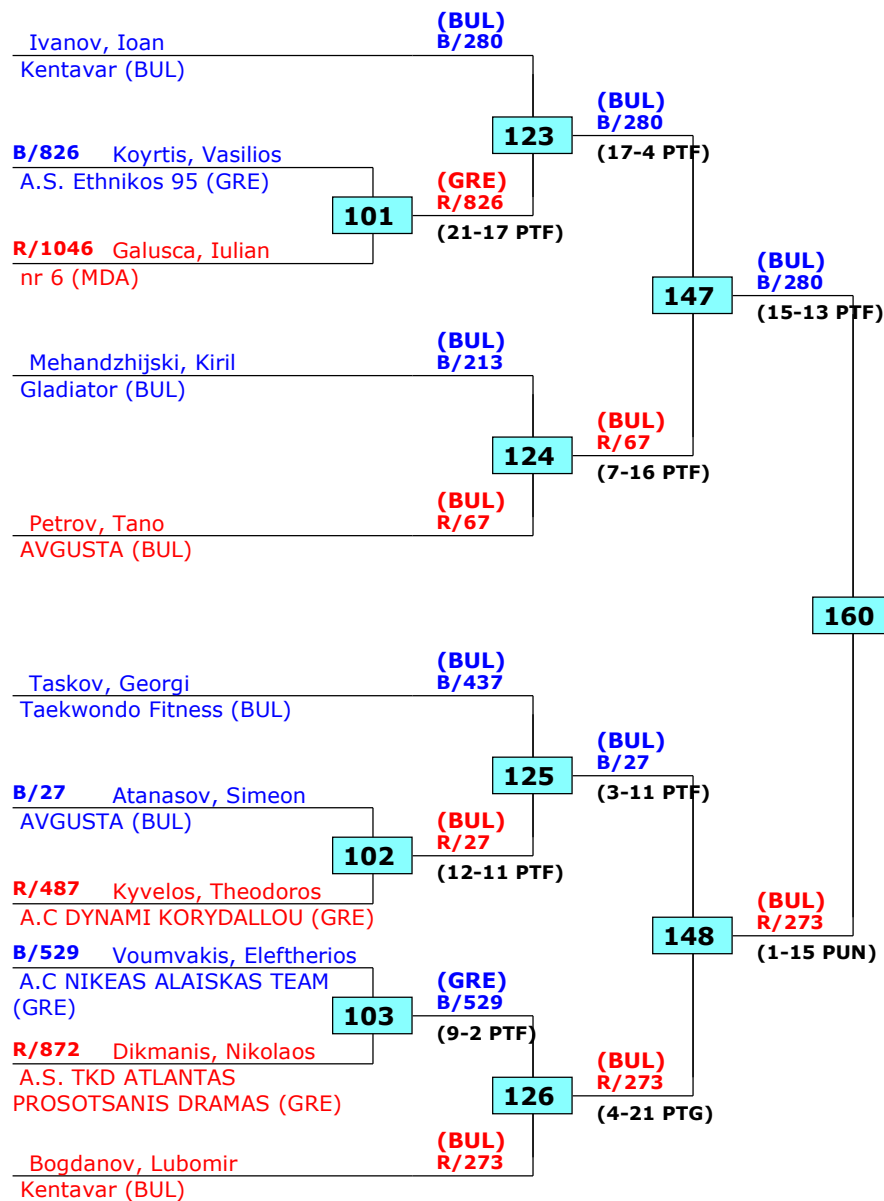 (BUL)
Ivanov, Ioan B/280
Kentavar (BUL)
(BUL)
B/280
123
(17-4 PTF)
B/826 Koyrtis, Vasilios
A.S. Ethnikos 95 (GRE)
(GRE)
R/826
101
(21-17 PTF)
R/1046 Galusca, Iulian
nr 6 (MDA)
(BUL)
B/280
147
(15-13 PTF)
(BUL)
Mehandzhijski, Kiril B/213
Gladiator (BUL)
(BUL)
R/67
124
(7-16 PTF)
(BUL)
Petrov, Tano R/67
AVGUSTA (BUL)
160
(BUL)
Taskov, Georgi B/437
Taekwondo Fitness (BUL)
(BUL)
B/27
125
(3-11 PTF)
B/27 Atanasov, Simeon
AVGUSTA (BUL)
(BUL)
R/27
102
(12-11 PTF)
R/487 Kyvelos, Theodoros
A.C DYNAMI KORYDALLOU (GRE)
(BUL)
R/273
148
(1-15 PUN)
B/529 Voumvakis, Eleftherios
A.C NIKEAS ALAISKAS TEAM
(GRE)
(GRE)
B/529
103
(9-2 PTF)
R/872 Dikmanis, Nikolaos
A.S. TKD ATLANTAS
PROSOTSANIS DRAMAS (GRE)
(BUL)
R/273
126
(4-21 PTG)
(BUL)
Bogdanov, Lubomir R/273
Kentavar (BUL)